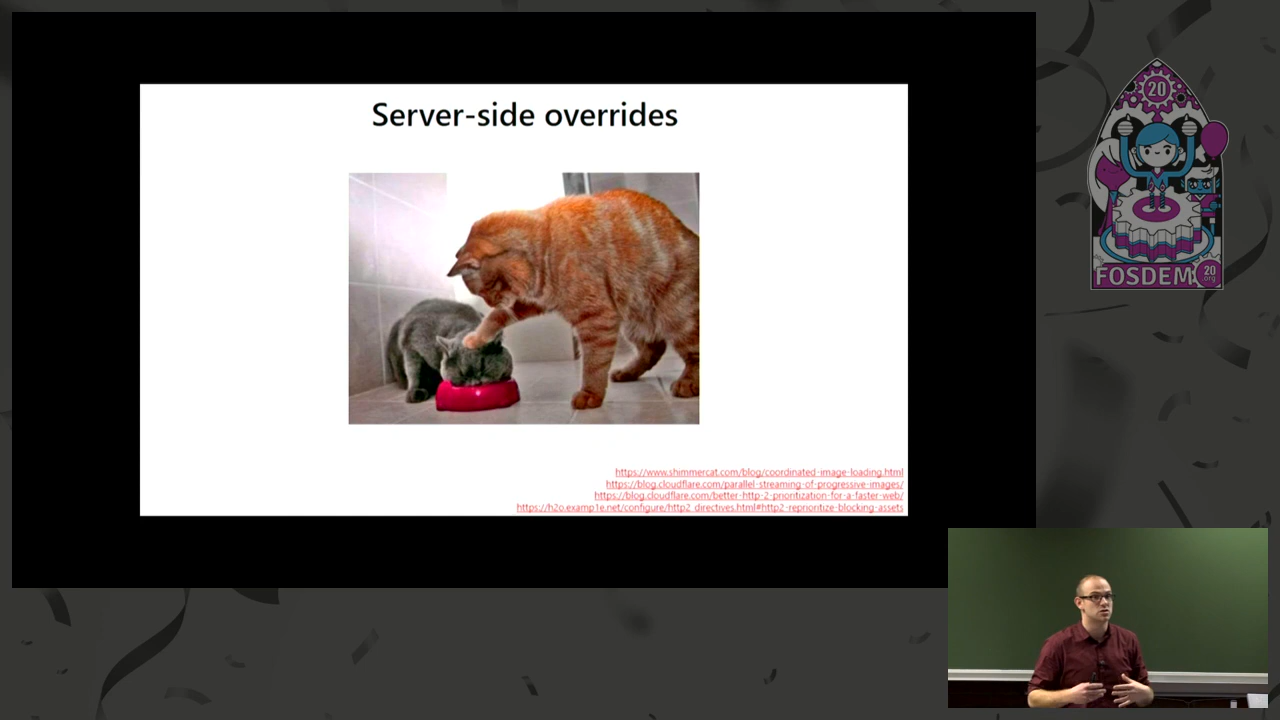 Server-side overrides
https://www.shimmercat.com/blog/coordinated-image-loading.html
https://blog.cloudflare.com/parallel-streaming-of-progressive-images/
https://blog.cloudflare.com/better-http-2-prioritization-for-a-faster-web/
https://h2o.examp1e.net/configure/http2_directives.html#http2-reprioritize-blocking-assets
20
FOSDEM
20
.org